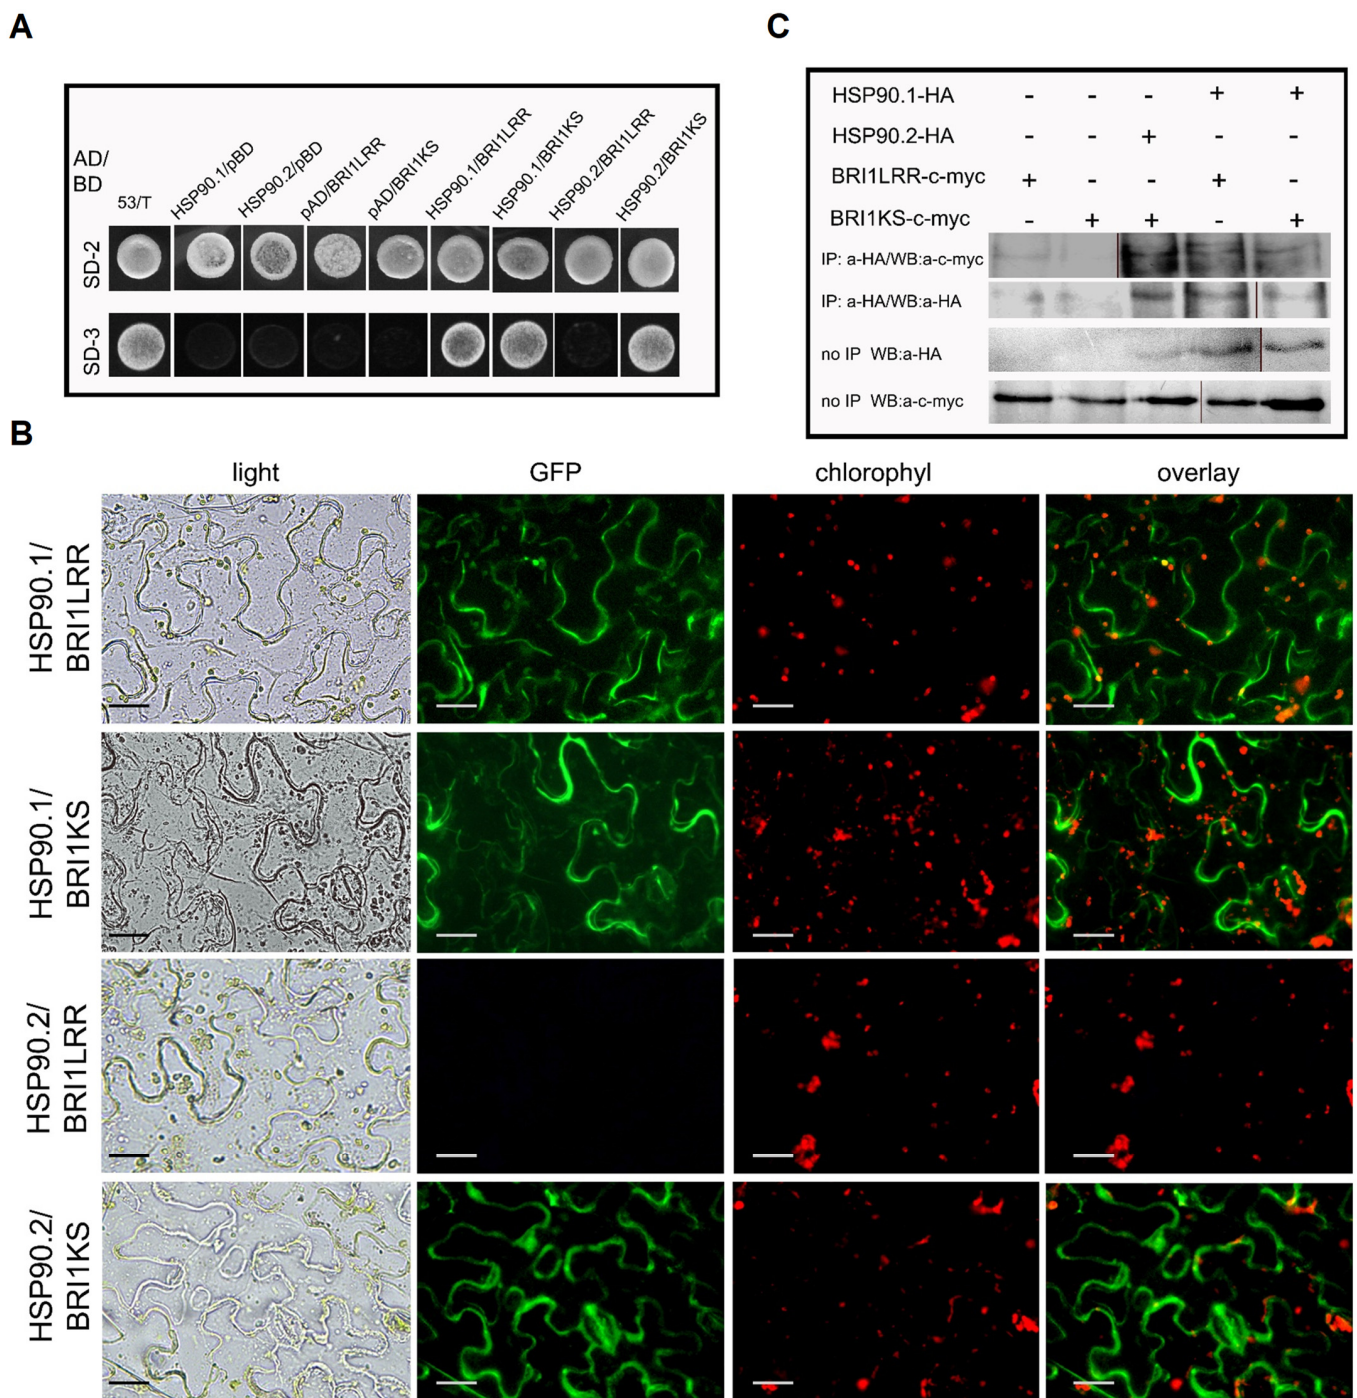 A
AD/
BD
53/T
HSP90.1/pBD
HSP90.2/pBD
pAD/BRI1LRR
pAD/BRI1KS
HSP90.1/BRI1LRR
HSP90.1/BRI1KS
HSP90.2/BRI1LRR
HSP90.2/BRI1KS
SD-2
SD-3
C
HSP90.1-HA - - - + +
HSP90.2-HA - - + - -
BRI1LRR-c-myc + - - + -
BRI1KS-c-myc - + + - +
IP: a-HA/WB:a-c-myc
IP: a-HA/WB:a-HA
no IP WB:a-HA
no IP WB:a-c-myc
B
light GFP chlorophyl overlay
HSP90.1/
BRI1LRR
HSP90.1/
BRI1KS
HSP90.2/
BRI1LRR
HSP90.2/
BRI1KS